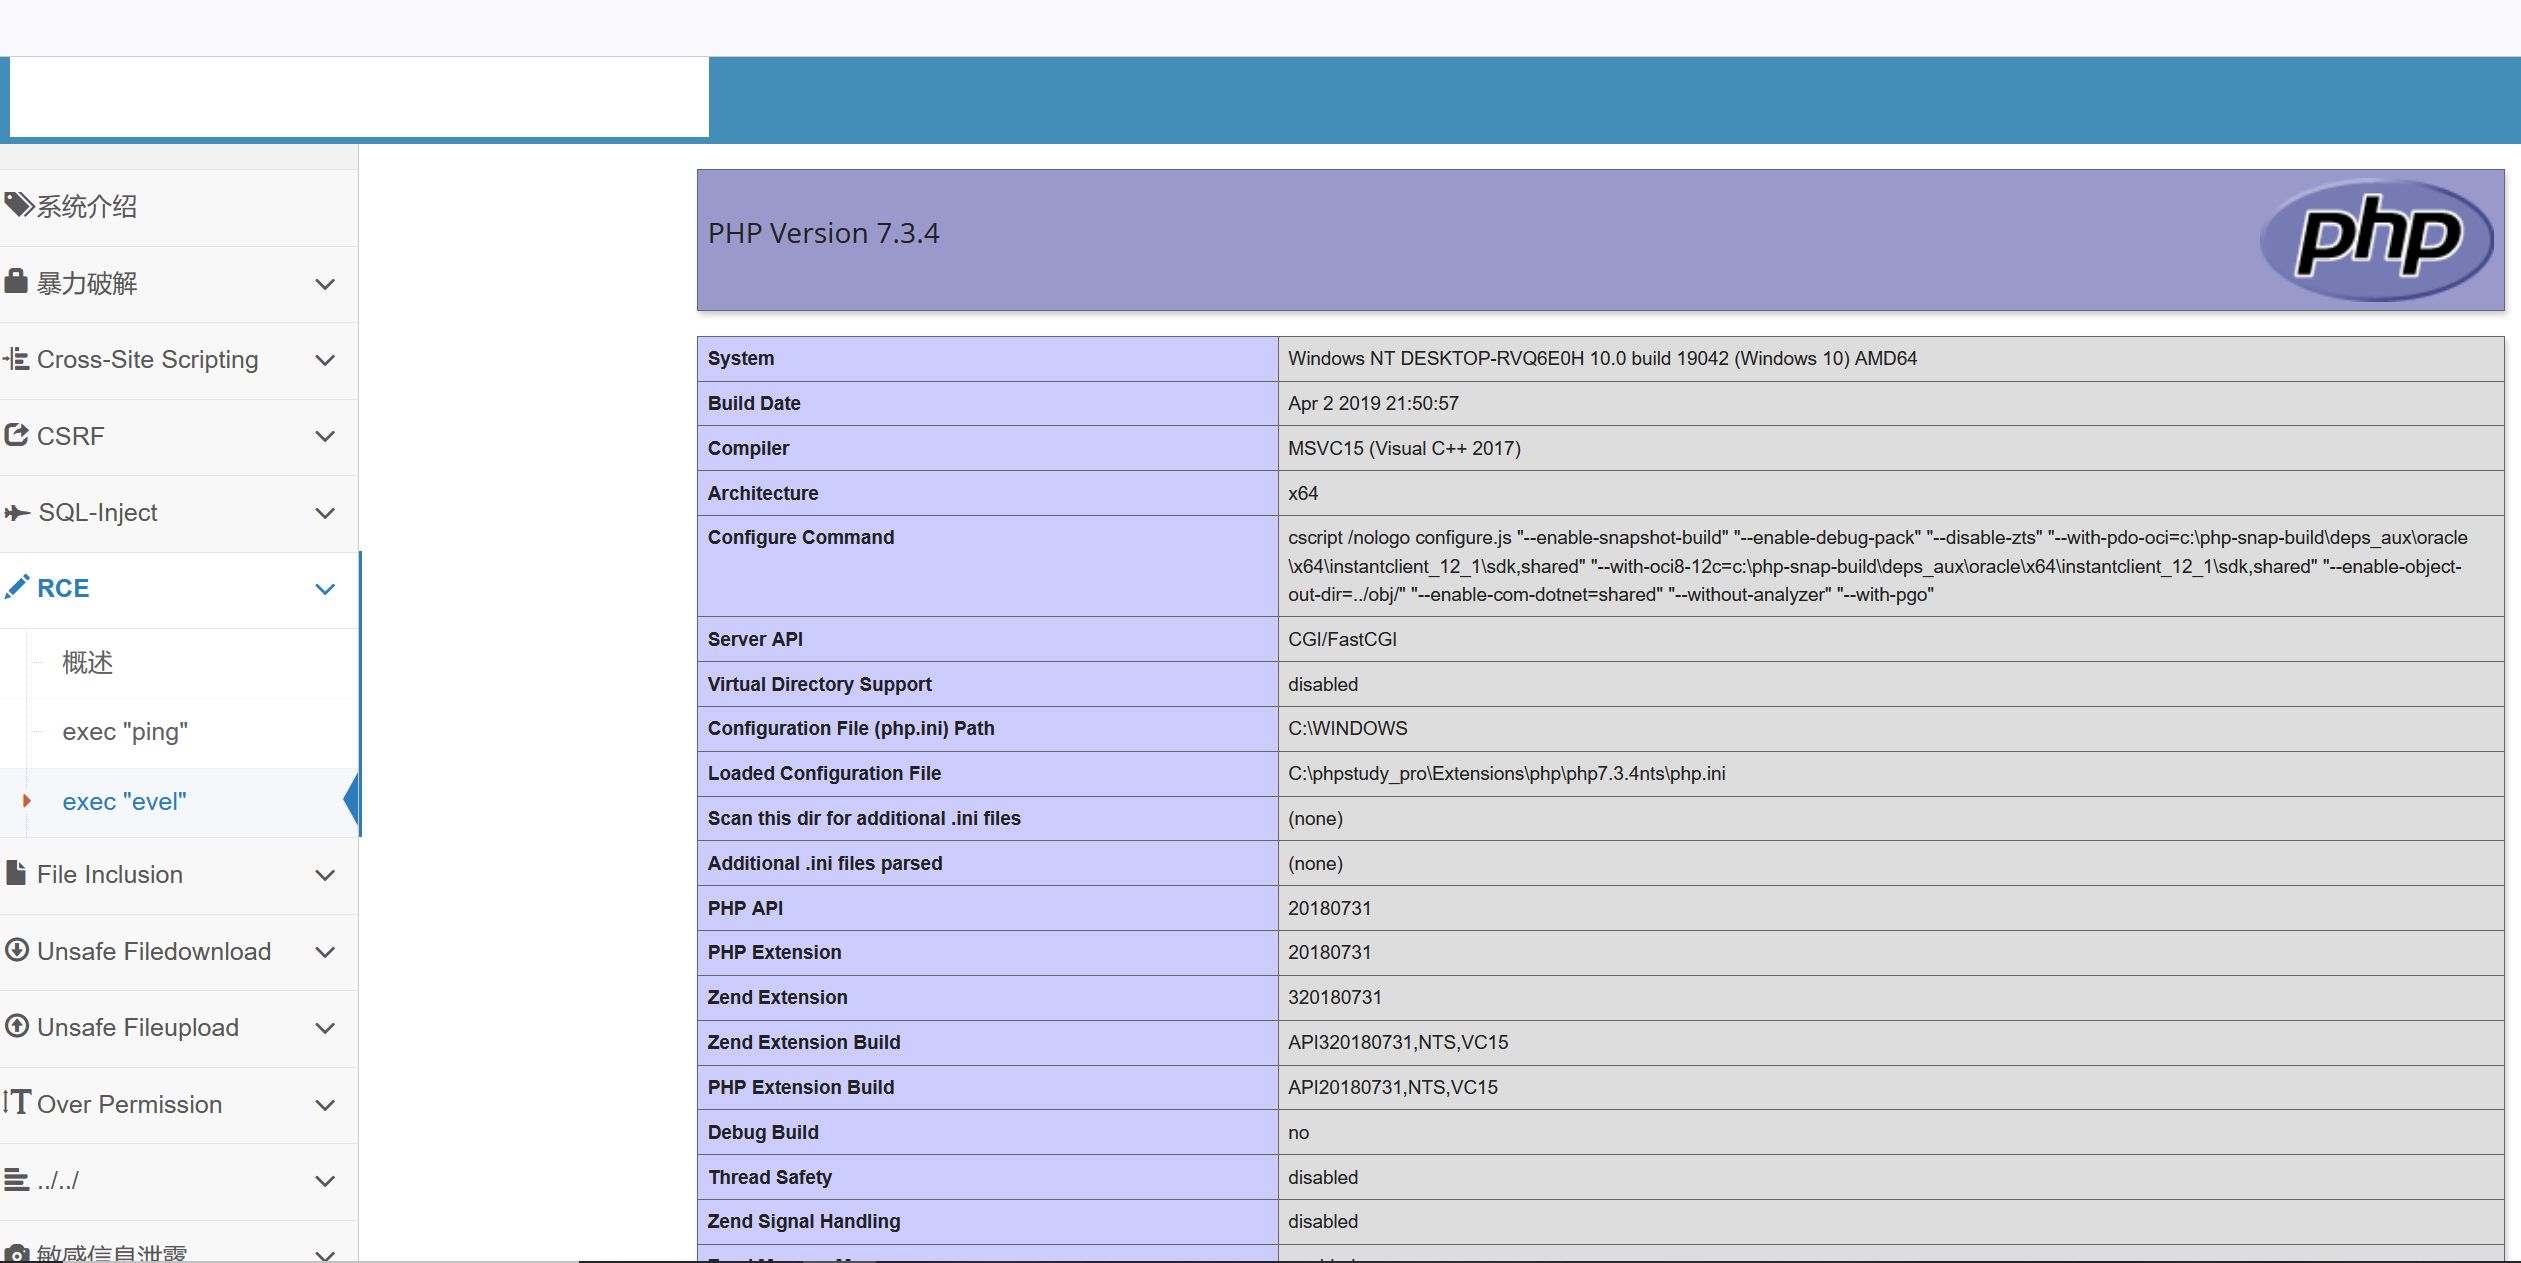 系统介绍
暴力破解
Cross-Site Scripting
CSRF
SQL-Inject
RCE
概述
exec "ping"
exec "evel"
File Inclusion
Unsafe Filedownload
Unsafe Fileupload
Over Permission
../../
敏感信息泄露
PHP Version 7.3.4
php
System Windows NT DESKTOP-RVQ6E0H 10.0 build 19042 (Windows 10) AMD64
Build Date Apr 2 2019 21:50:57
Compiler MSVC15 (Visual C++ 2017)
Architecture x64
Configure Command cscript /nologo configure.js "--enable-snapshot-build" "--enable-debug-pack" "--disable-zts" "--with-pdo-oci=c:\php-snap-build\deps_aux\oracle
\x64\instantclient_12_1\sdk,shared" "--with-oci8-12c=c:\php-snap-build\deps_aux\oracle\x64\instantclient_12_1\sdk,shared" "--enable-object-
out-dir=../obj/" "--enable-com-dotnet=shared" "--without-analyzer" "--with-pgo"
Server API CGI/FastCGI
Virtual Directory Support disabled
Configuration File (php.ini) Path C:\WINDOWS
Loaded Configuration File C:\phpstudy_pro\Extensions\php\php7.3.4nts\php.ini
Scan this dir for additional .ini files (none)
Additional .ini files parsed (none)
PHP API 20180731
PHP Extension 20180731
Zend Extension 320180731
Zend Extension Build API320180731,NTS,VC15
PHP Extension Build API20180731,NTS,VC15
Debug Build no
Thread Safety disabled
Zend Signal Handling disabled